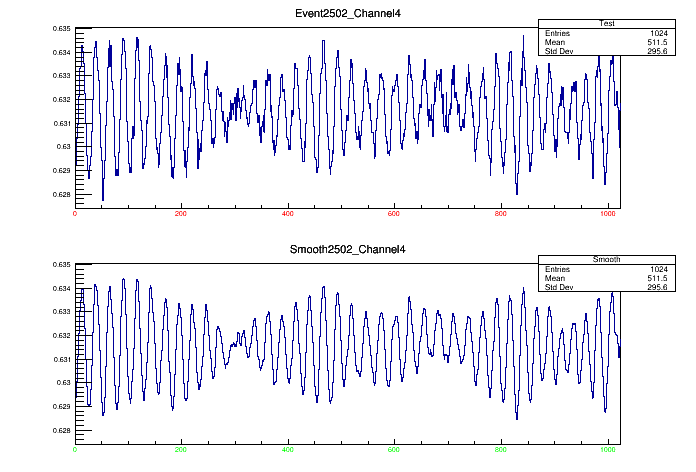 Event2502_Channel4
Test
Entries 1024
Mean 511.5
Std Dev 295.6
0.635
0.634
0.633
0.632
0.631
0.63
0.629
0.628
0 200 400 600 800 1000
Smooth2502_Channel4
Smooth
Entries 1024
Mean 511.5
Std Dev 295.6
0.635
0.634
0.633
0.632
0.631
0.63
0.629
0.628
0 200 400 600 800 1000